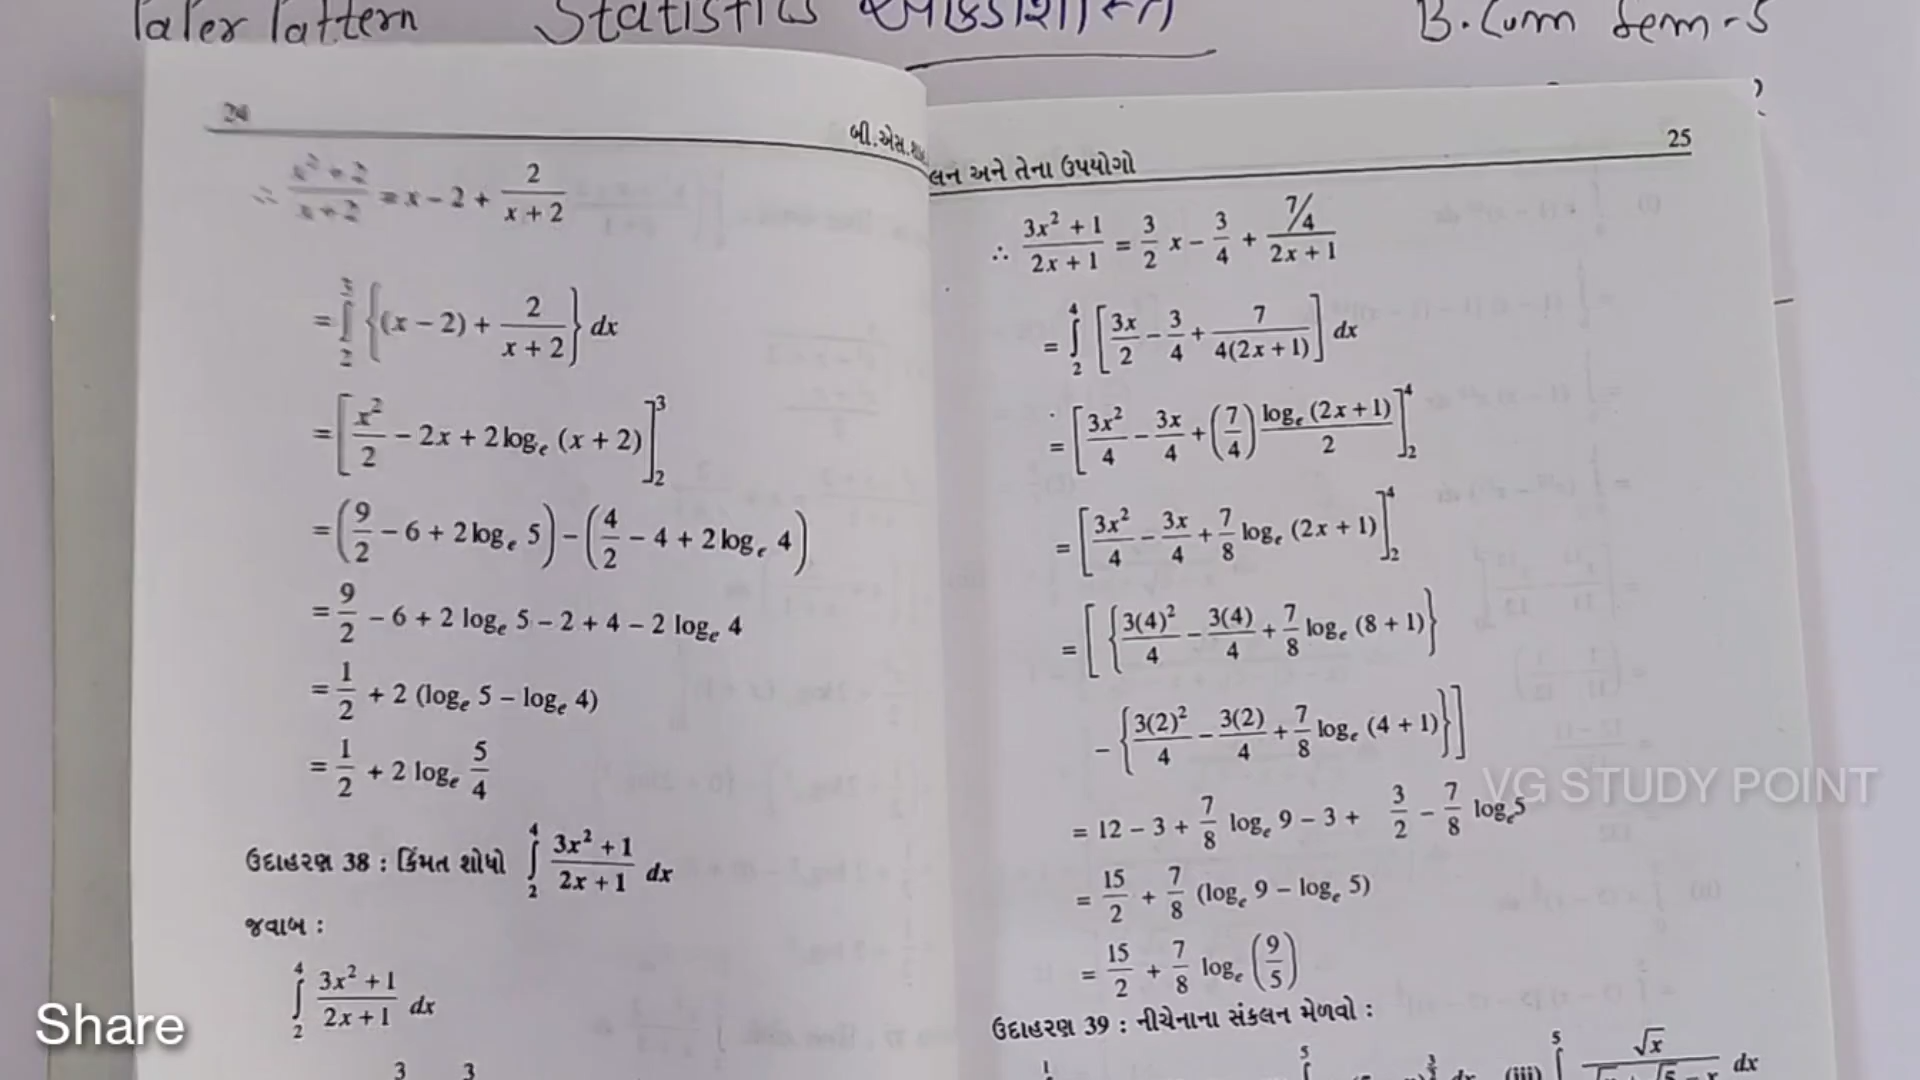 Paper Pattern Statistics આંકડાશાસ્ત્ર B.Com Sem-5
24
બી.એસ.
∴ x² + 2 / x + 2 = x − 2 + 2 / x + 2
= ∫₂³ {(x − 2) + 2 / x + 2} dx
= [x²/2 − 2x + 2 logₑ (x + 2)]₂³
= (9/2 − 6 + 2 logₑ 5) − (4/2 − 4 + 2 logₑ 4)
= 9/2 − 6 + 2 logₑ 5 − 2 + 4 − 2 logₑ 4
= 1/2 + 2 (logₑ 5 − logₑ 4)
= 1/2 + 2 logₑ 5/4
ઉદાહરણ 38 : કિંમત શોધો ∫₂⁴ 3x² + 1 / 2x + 1 dx
જવાબ :
∫₂⁴ 3x² + 1 / 2x + 1 dx
3 3
લન અને તેના ઉપયોગો 25
∴ 3x² + 1 / 2x + 1 = 3/2 x − 3/4 + 7/4 / 2x + 1
= ∫₂⁴ [3x/2 − 3/4 + 7 / 4(2x + 1)] dx
= [3x²/4 − 3x/4 + (7/4) logₑ (2x + 1) / 2]₂⁴
= [3x²/4 − 3x/4 + 7/8 logₑ (2x + 1)]₂⁴
= [{3(4)²/4 − 3(4)/4 + 7/8 logₑ (8 + 1)}
− {3(2)²/4 − 3(2)/4 + 7/8 logₑ (4 + 1)}]
= 12 − 3 + 7/8 logₑ 9 − 3 + 3/2 − 7/8 logₑ5
= 15/2 + 7/8 (logₑ 9 − logₑ 5)
= 15/2 + 7/8 logₑ (9/5)
ઉદાહરણ 39 : નીચેનાના સંકલન મેળવો :
(iii) ∫⁵ √x dx
VG STUDY POINT
Share